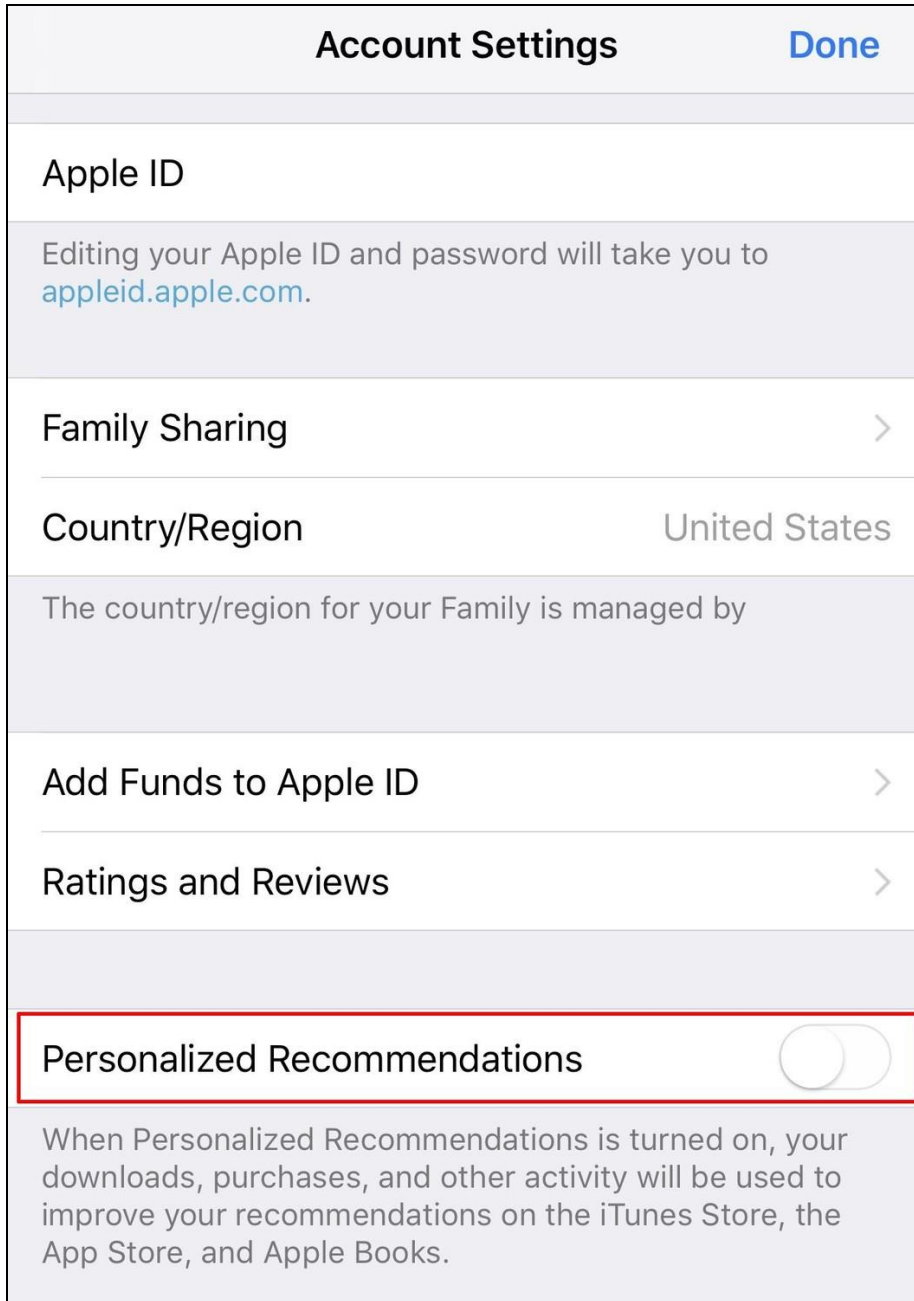 Account Settings Done
Apple ID
Editing your Apple ID and password will take you to
appleid.apple.com.
Family Sharing
Country/Region United States
The country/region for your Family is managed by
Add Funds to Apple ID
Ratings and Reviews
Personalized Recommendations
When Personalized Recommendations is turned on, your
downloads, purchases, and other activity will be used to
improve your recommendations on the iTunes Store, the
App Store, and Apple Books.